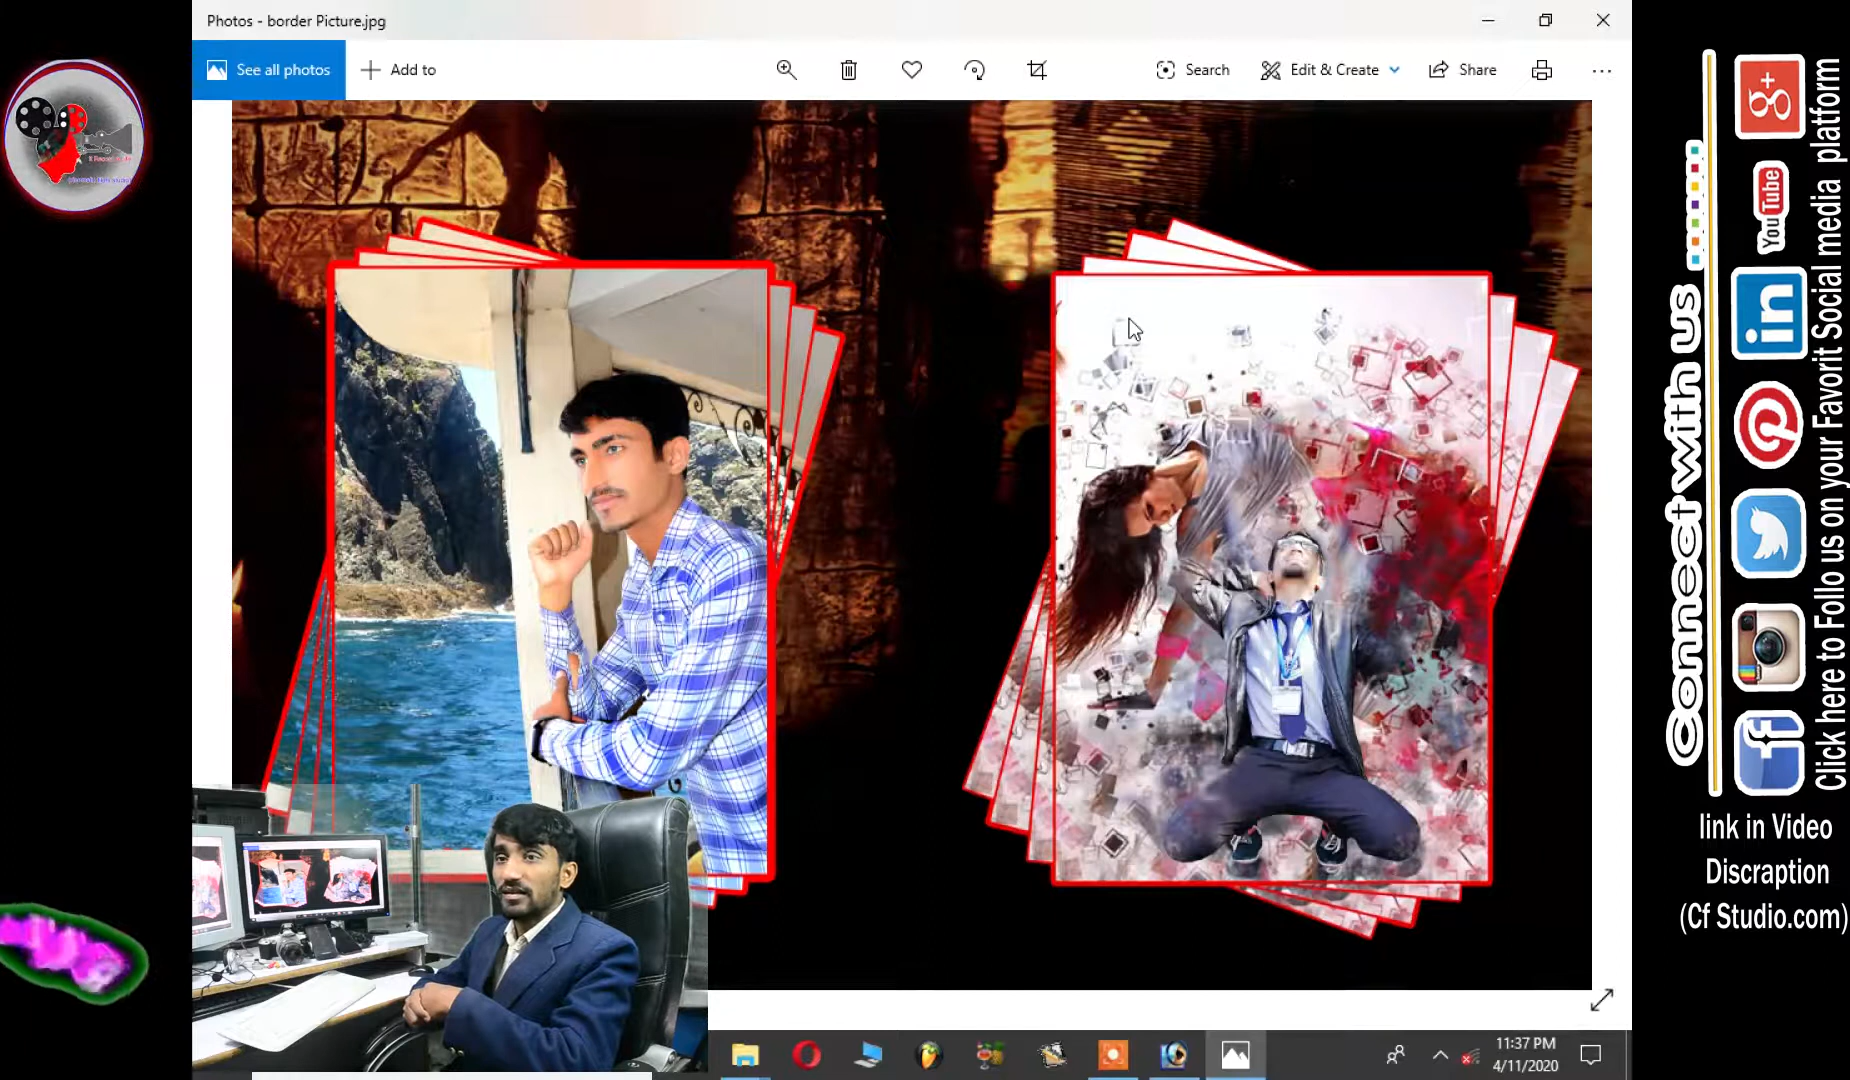 Photos - border Picture.jpg
See all photos
Add to
Search
Edit & Create
Share
11:37 PM
4/11/2020
Connect with us
g+
YouTube
in
f
Click here to Follo us on your Favorit Social media platform
link in Video
Discraption
(Cf Studio.com)